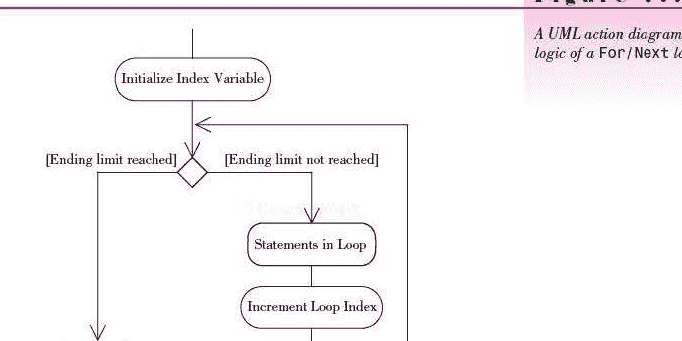 A UML action diagram
logic of a For/Next
Initialize Index Variable
[Ending limit reached]
[Ending limit not reached]
Statements in Loop
Increment Loop Index